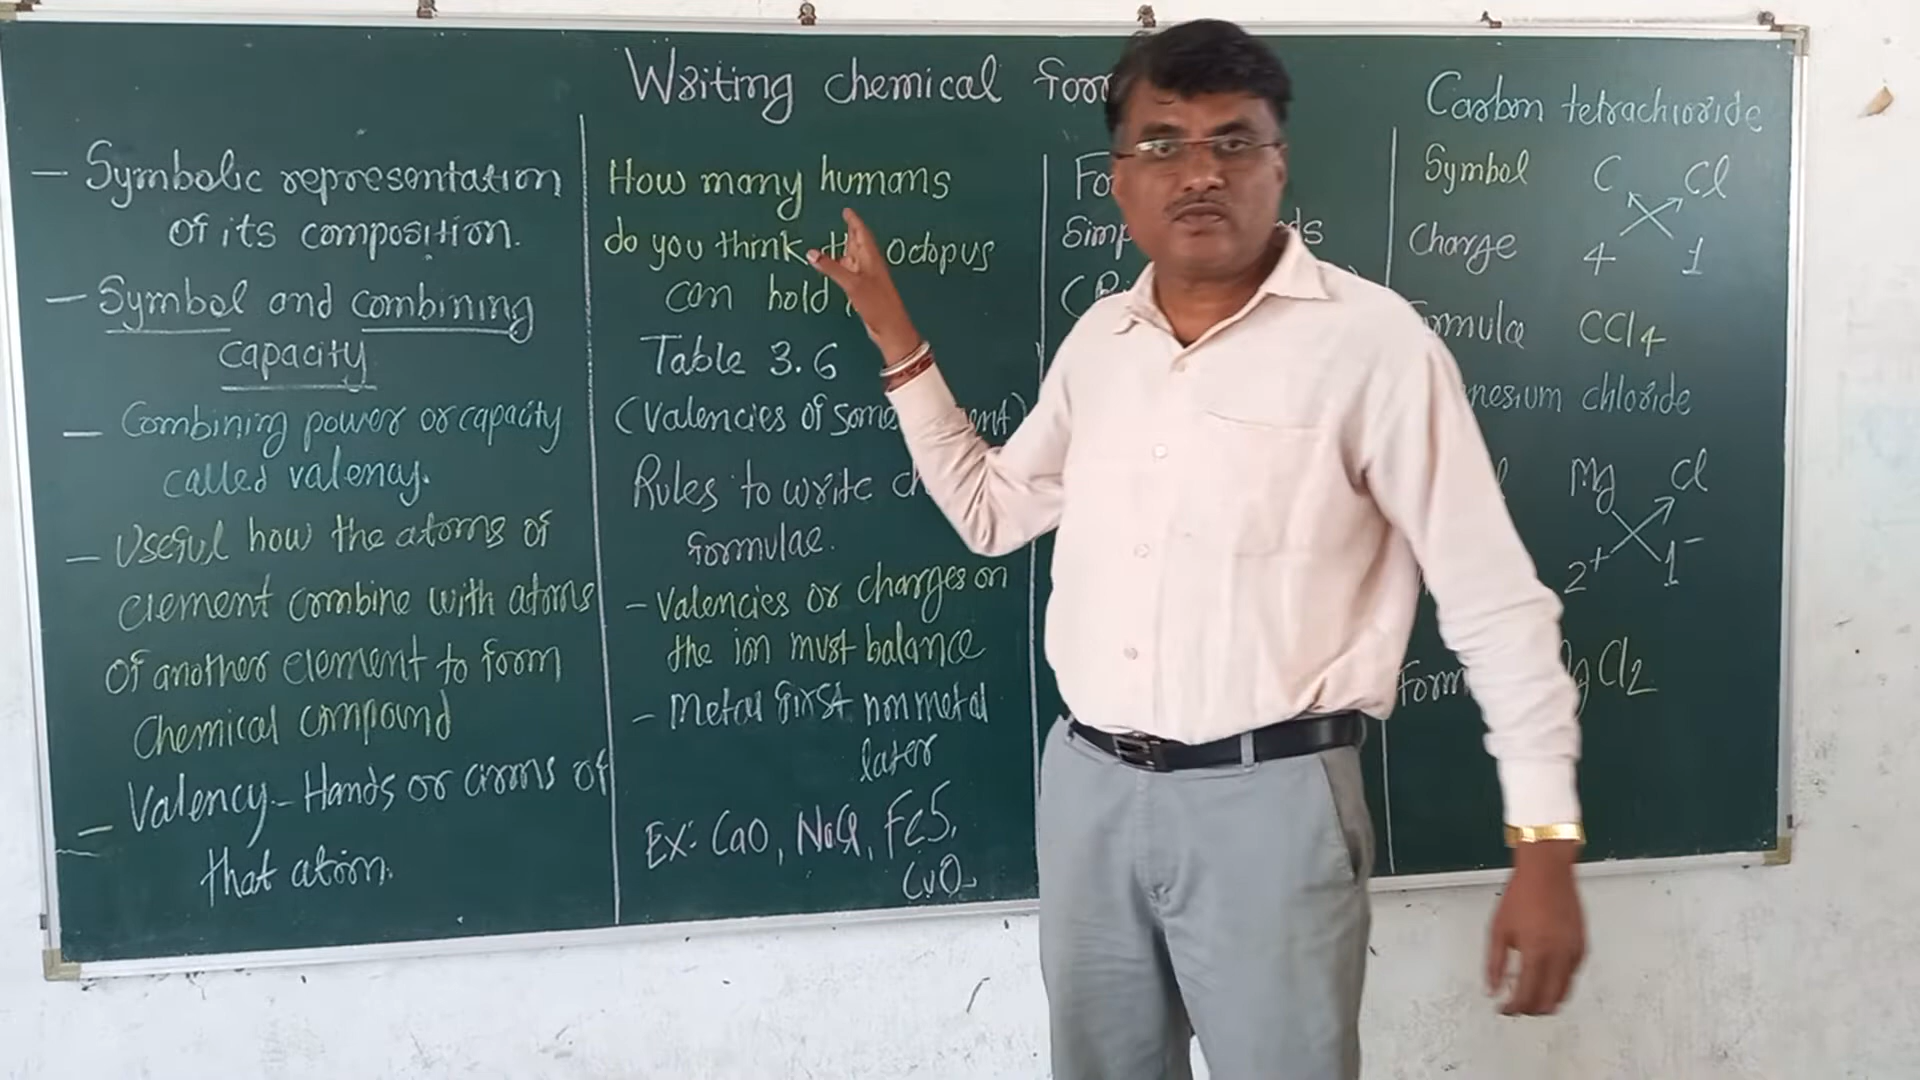 Writing chemical
- Symbolic representation
of its composition.
- Symbol and combining
capacity
- Combining power or capacity
called valency.
- Useful how the atoms of
element combine with atoms
of another element to form
Chemical compound
- Valency - Hands or arms of
that atom.
How many humans
do you think octopus
can hold
Table 3.6
(Valencies of
Rules to write
formulae.
- Valencies or charges on
the ion must balance
- Metal first nonmetal
later
Ex:- CaO, NaCl, FeS,
CuO
Carbon tetrachloride
Symbol C Cl
Charge 4 1
CCl4
chloride
Mg Cl
2+ 1-
Cl2